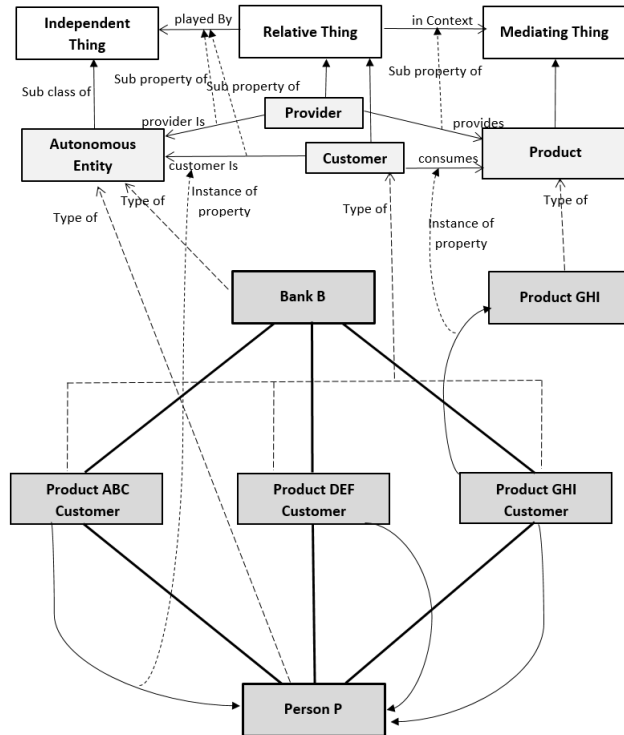 Independent
Thing
played By
Relative Thing
in Context
Mediating Thing
Sub class of
Sub property of
Sub property of
Sub property of
Provider
provider Is
provides
Autonomous
Entity
customer Is
Customer
consumes
Product
Type of
Type of
Instance of
property
Type of
Instance of
property
Type of
Bank B
Product GHI
Product ABC
Customer
Product DEF
Customer
Product GHI
Customer
Person P